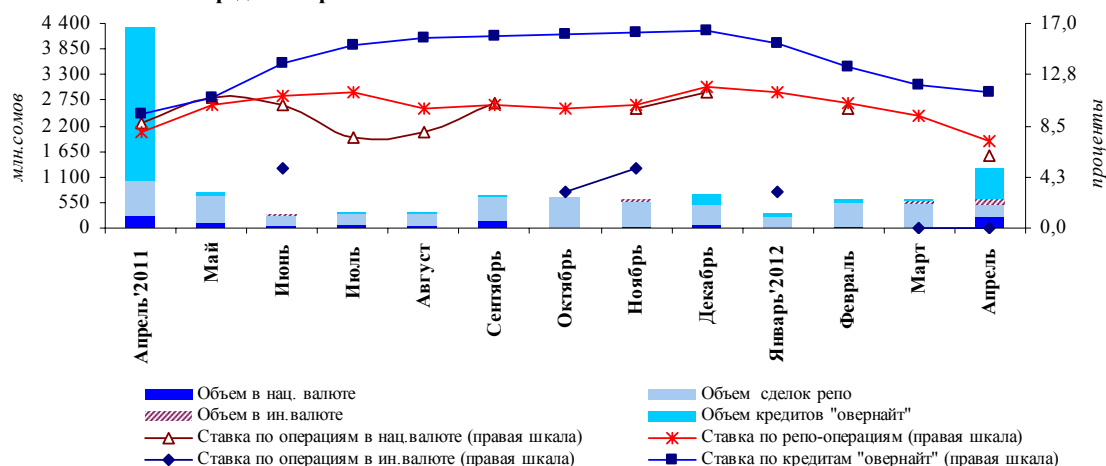 4 400
3 850
3 300
2 750
2 200
1 650
1 100
550
0
млн.сомов
17,0
12,8
8,5
4,3
0,0
проценты
Апрель'2011
Май
Июнь
Июль
Август
Сентябрь
Октябрь
Ноябрь
Декабрь
Январь'2012
Февраль
Март
Апрель
Объем в нац. валюте
Объем сделок репо
Объем в ин.валюте
Объем кредитов "овернайт"
Ставка по операциям в нац.валюте (правая шкала)
Ставка по репо-операциям (правая шкала)
Ставка по операциям в ин.валюте (правая шкала)
Ставка по кредитам "овернайт" (правая шкала)